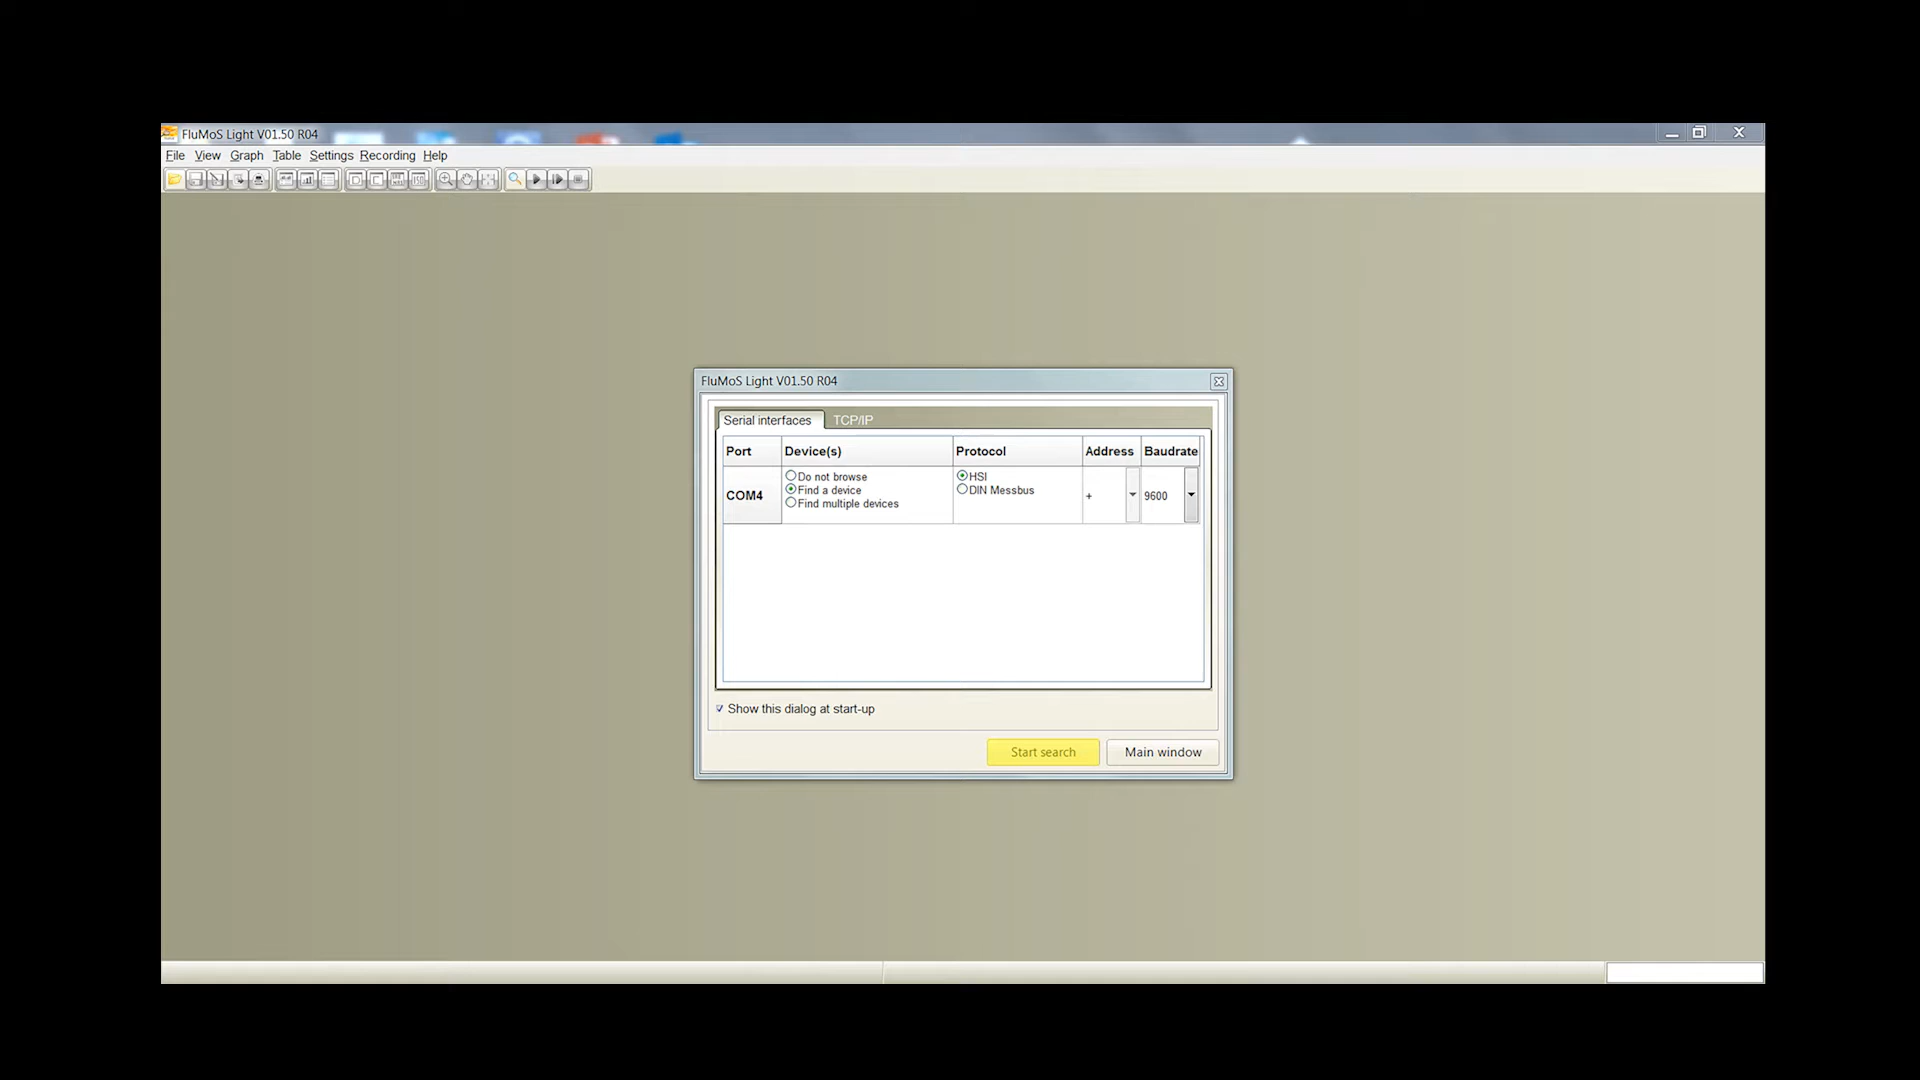 FluMoS Light V01.50 R04
File View Graph Table Settings Recording Help
FluMoS Light V01.50 R04
Serial interfaces TCP/IP
Port Device(s) Protocol Address Baudrate
COM4
Do not browse
Find a device
Find multiple devices
HSI
DIN Messbus
+
9600
Show this dialog at start-up
Start search Main window